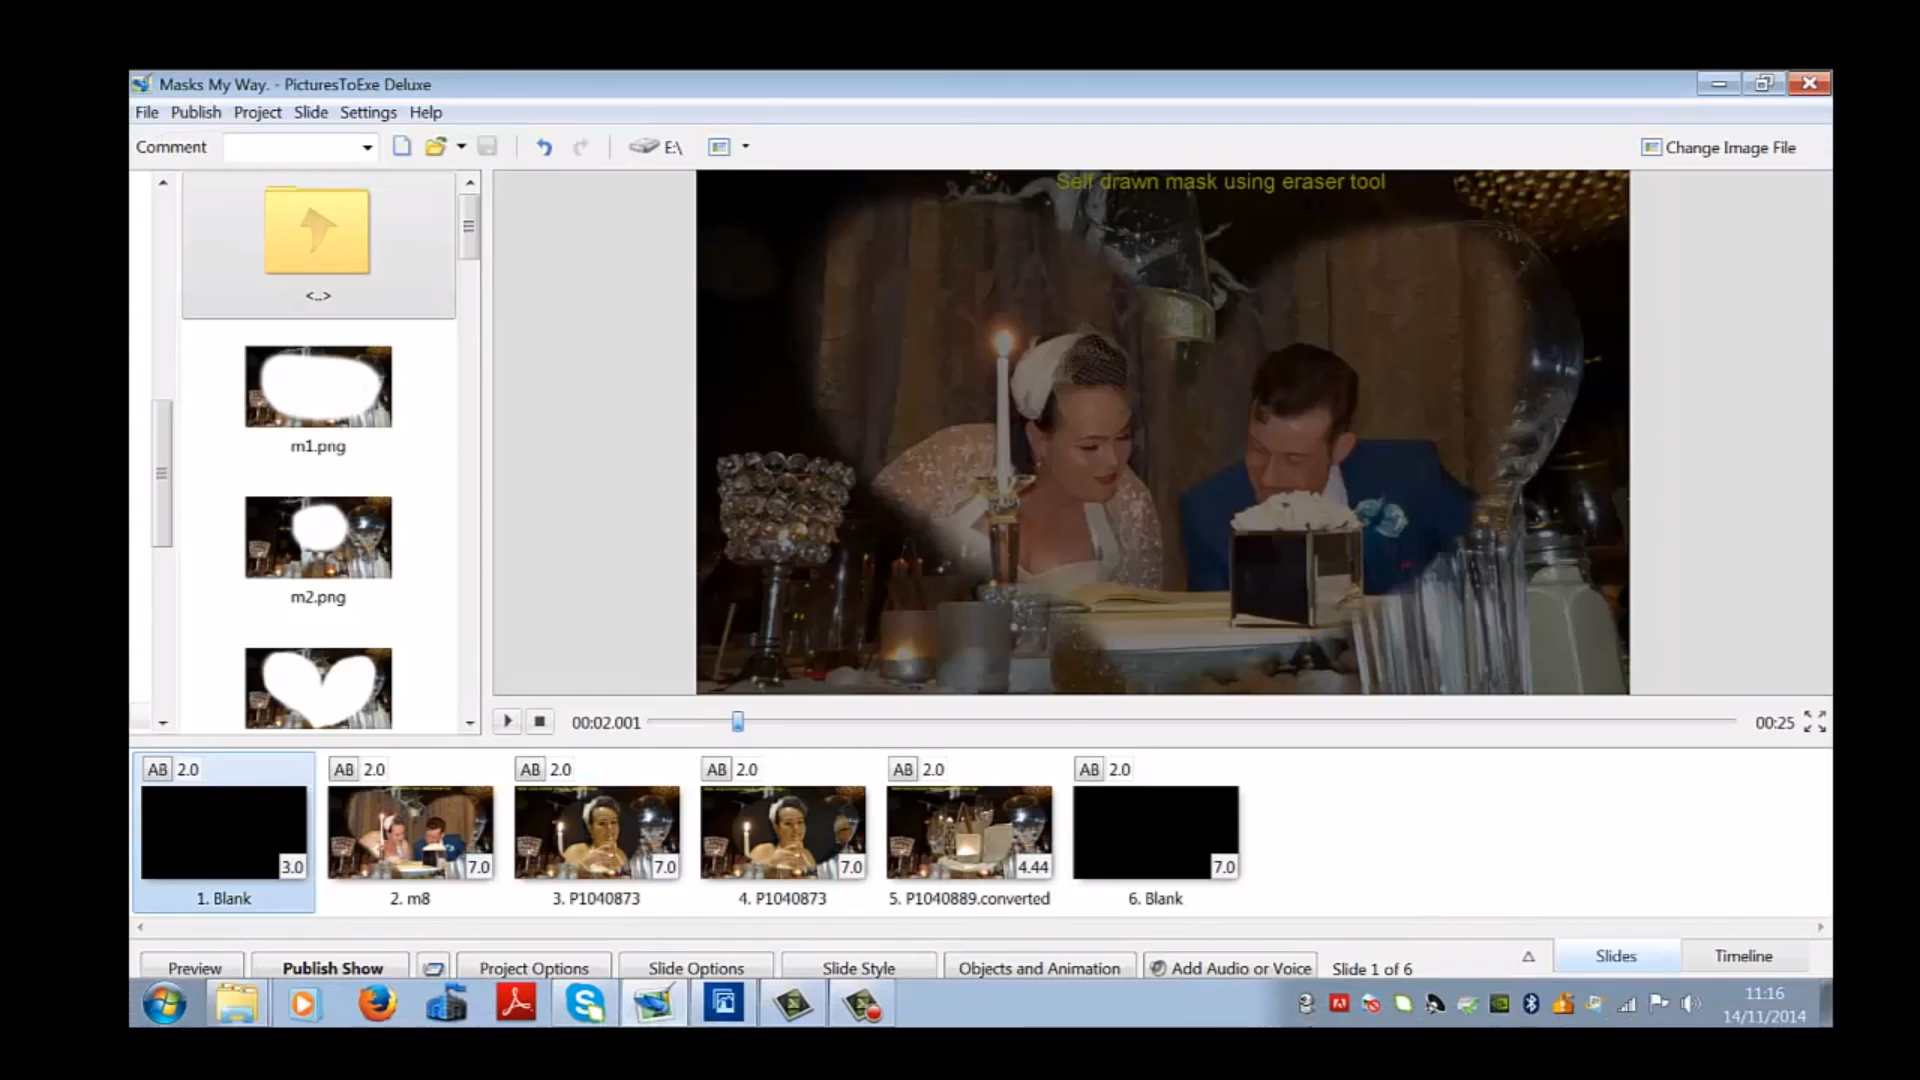 Masks My Way. - PicturesToExe Deluxe
File Publish Project Slide Settings Help
Comment E:\ Change Image File
Self drawn mask using eraser tool
<..>
m1.png
m2.png
00:02.001 00:25
AB 2.0 AB 2.0 AB 2.0 AB 2.0 AB 2.0 AB 2.0
3.0 7.0 7.0 7.0 4.44 7.0
1. Blank 2. m8 3. P1040873 4. P1040873 5. P1040889.converted 6. Blank
Preview Publish Show Project Options Slide Options Slide Style Objects and Animation Add Audio or Voice Slide 1 of 6 Slides Timeline
11:16
14/11/2014